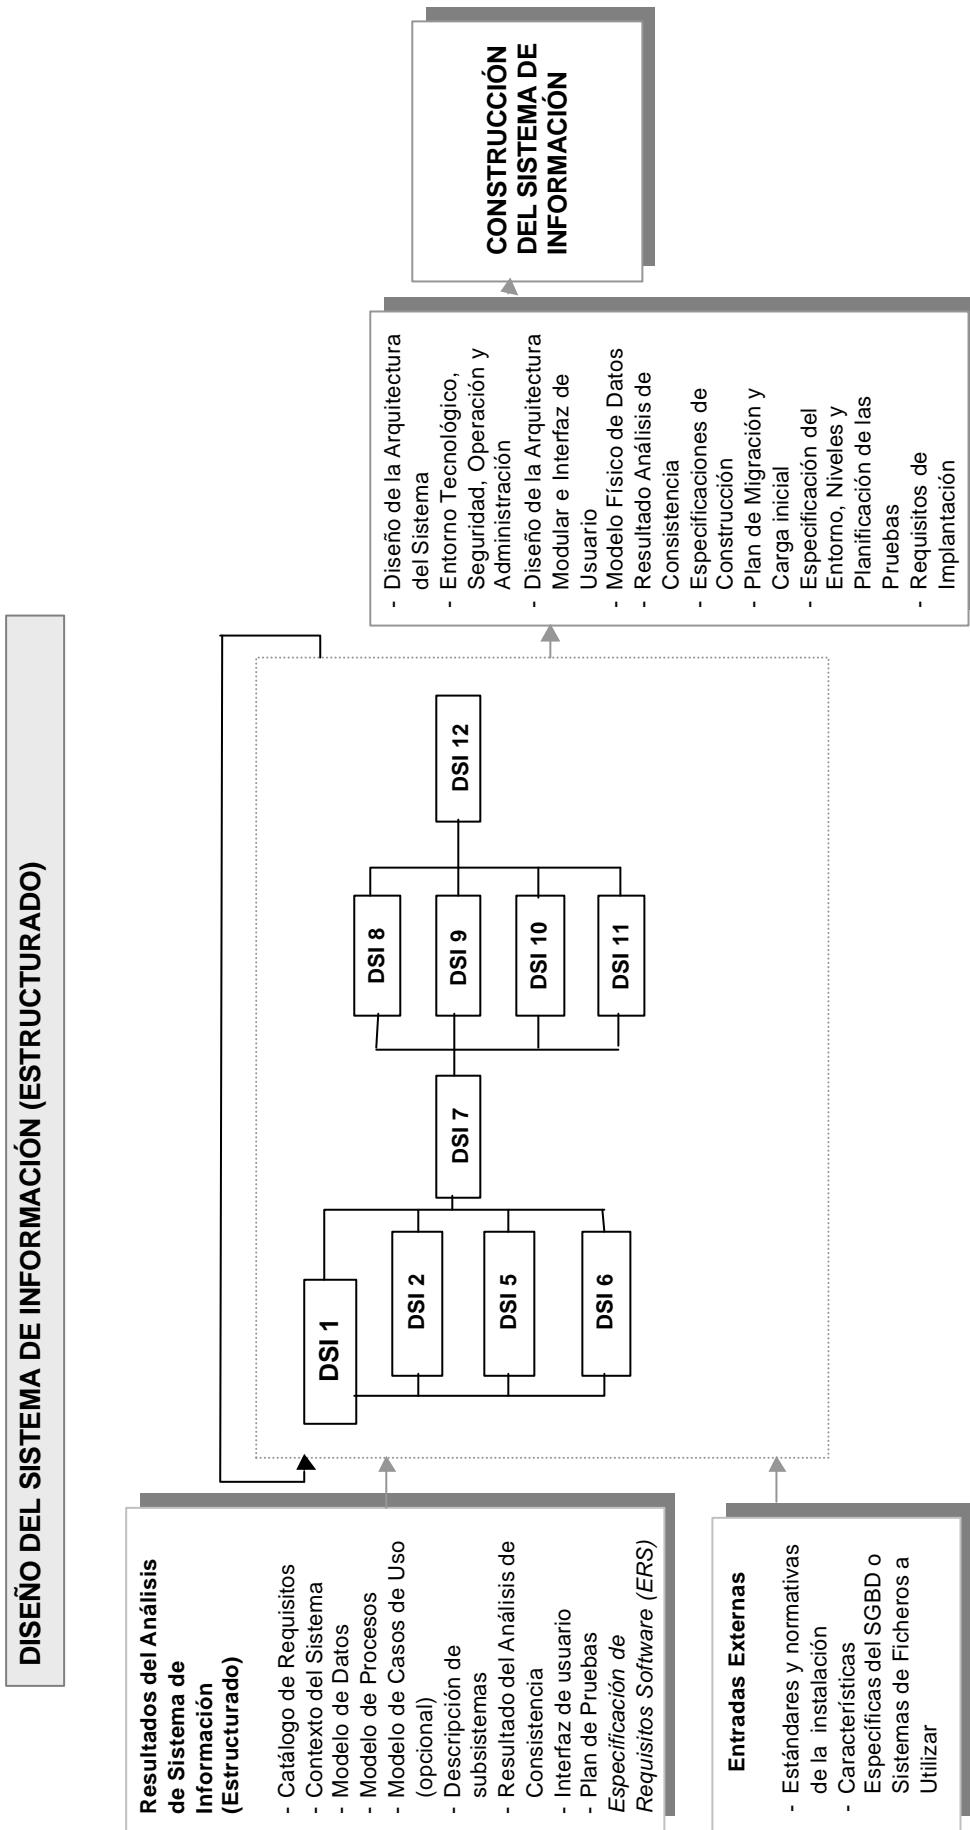 DISEÑO DEL SISTEMA DE INFORMACIÓN (ESTRUCTURADO)
Resultados del Análisis
de Sistema de
Información
(Estructurado)
- Catálogo de Requisitos
- Contexto del Sistema
- Modelo de Datos
- Modelo de Procesos
- Modelo de Casos de Uso
(opcional)
- Descripción de
subsistemas
- Resultado del Análisis de
Consistencia
- Interfaz de usuario
- Plan de Pruebas
Especificación de
Requisitos Software (ERS)
Entradas Externas
- Estándares y normativas
de la instalación
- Características
Específicas del SGBD o
Sistemas de Ficheros a
Utilizar
DSI 1
DSI 2
DSI 5
DSI 6
DSI 7
DSI 8
DSI 9
DSI 10
DSI 11
DSI 12
- Diseño de la Arquitectura
del Sistema
- Entorno Tecnológico,
Seguridad, Operación y
Administración
- Diseño de la Arquitectura
Modular e Interfaz de
Usuario
- Modelo Físico de Datos
- Resultado Análisis de
Consistencia
- Especificaciones de
Construcción
- Plan de Migración y
Carga inicial
- Especificación del
Entorno, Niveles y
Planificación de las
Pruebas
- Requisitos de
Implantación
CONSTRUCCIÓN
DEL SISTEMA DE
INFORMACIÓN